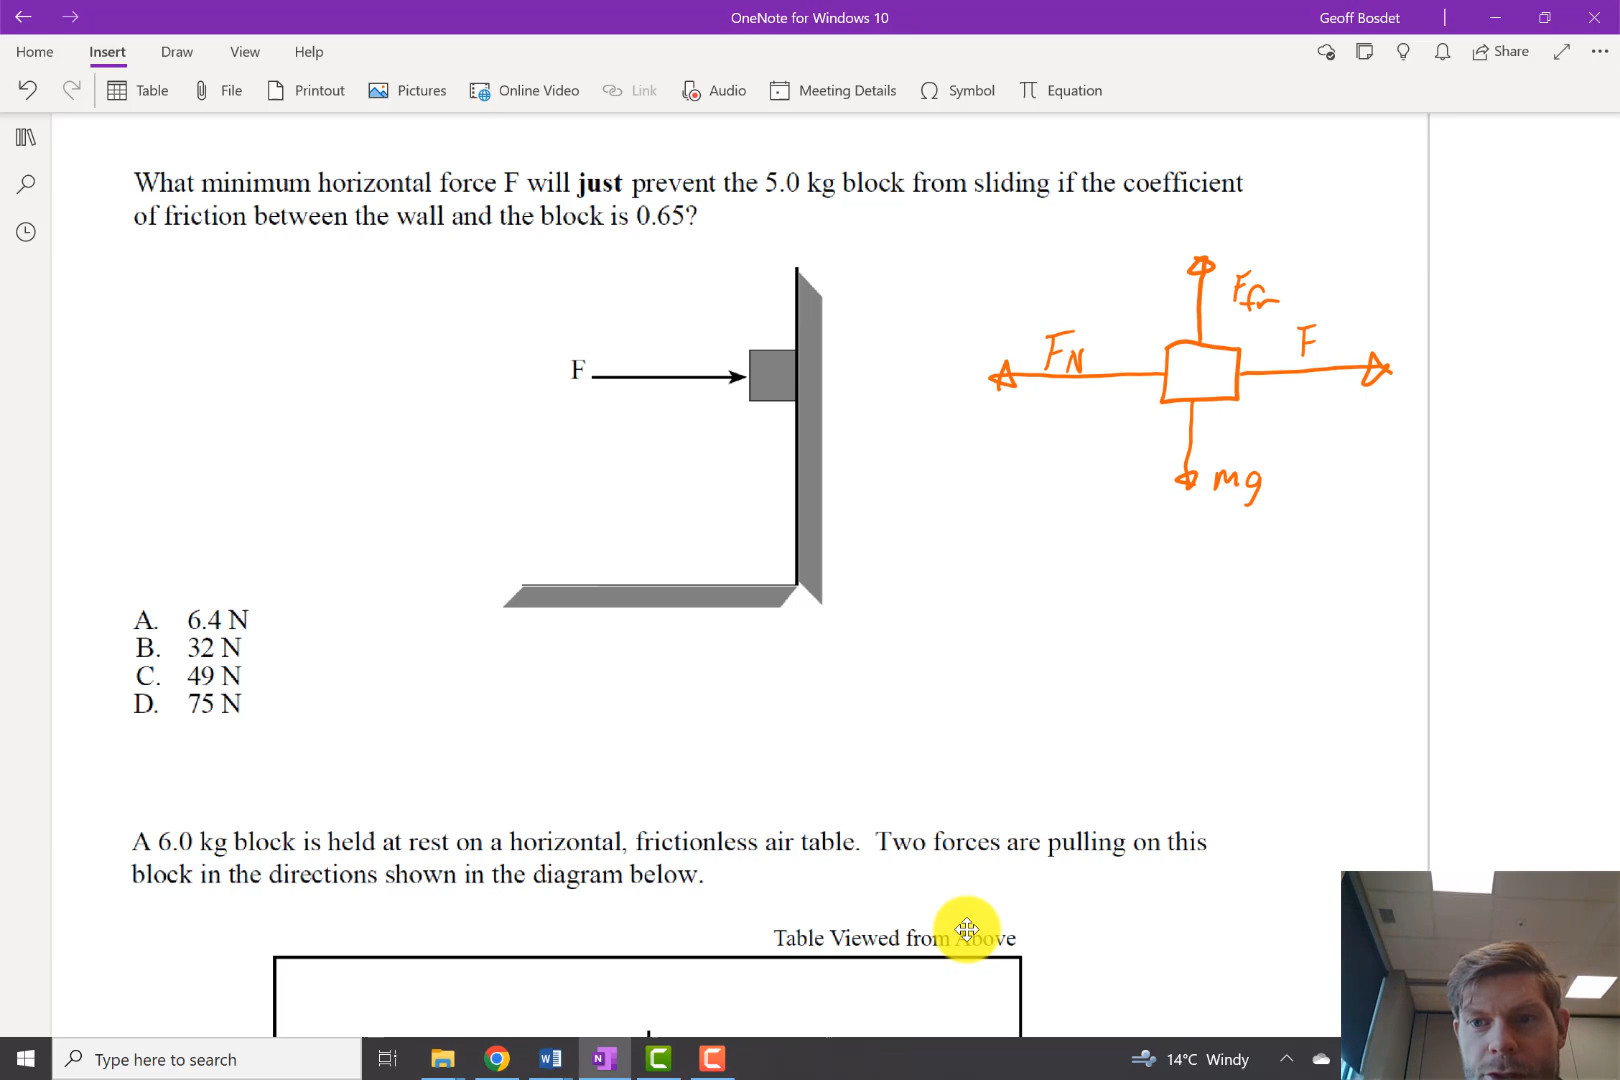 OneNote for Windows 10
Geoff Bosdet
Home Insert Draw View Help
Share
Table File Printout Pictures Online Video Link Audio Meeting Details Symbol Equation
What minimum horizontal force F will just prevent the 5.0 kg block from sliding if the coefficient
of friction between the wall and the block is 0.65?
F
Ffr
FN
F
mg
A. 6.4 N
B. 32 N
C. 49 N
D. 75 N
A 6.0 kg block is held at rest on a horizontal, frictionless air table. Two forces are pulling on this
block in the directions shown in the diagram below.
Table Viewed from Above
Type here to search
14°C Windy